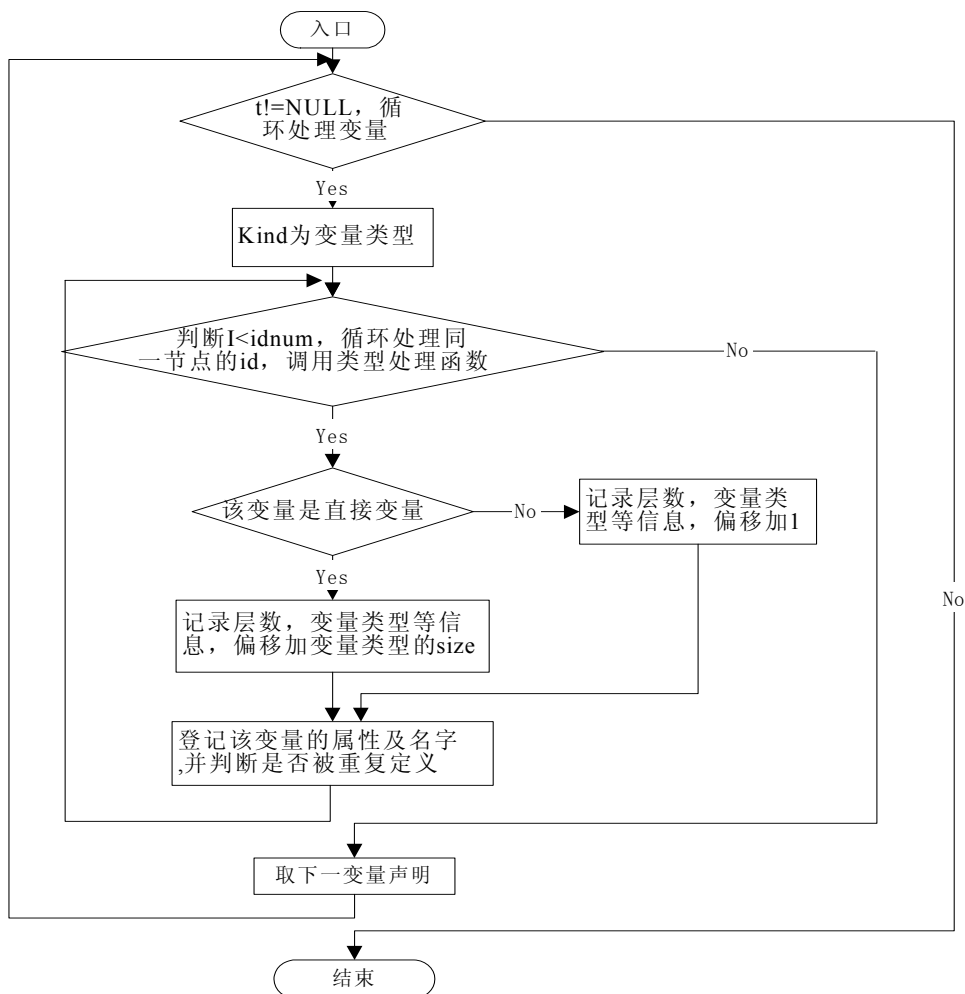 入口
t!=NULL，循
环处理变量
Yes
Kind为变量类型
判断I<idnum，循环处理同
一节点的id，调用类型处理函数
No
Yes
该变量是直接变量
No
记录层数，变量类
型等信息，偏移加1
Yes
记录层数，变量类型等信
息，偏移加变量类型的size
No
登记该变量的属性及名字
,并判断是否被重复定义
取下一变量声明
结束